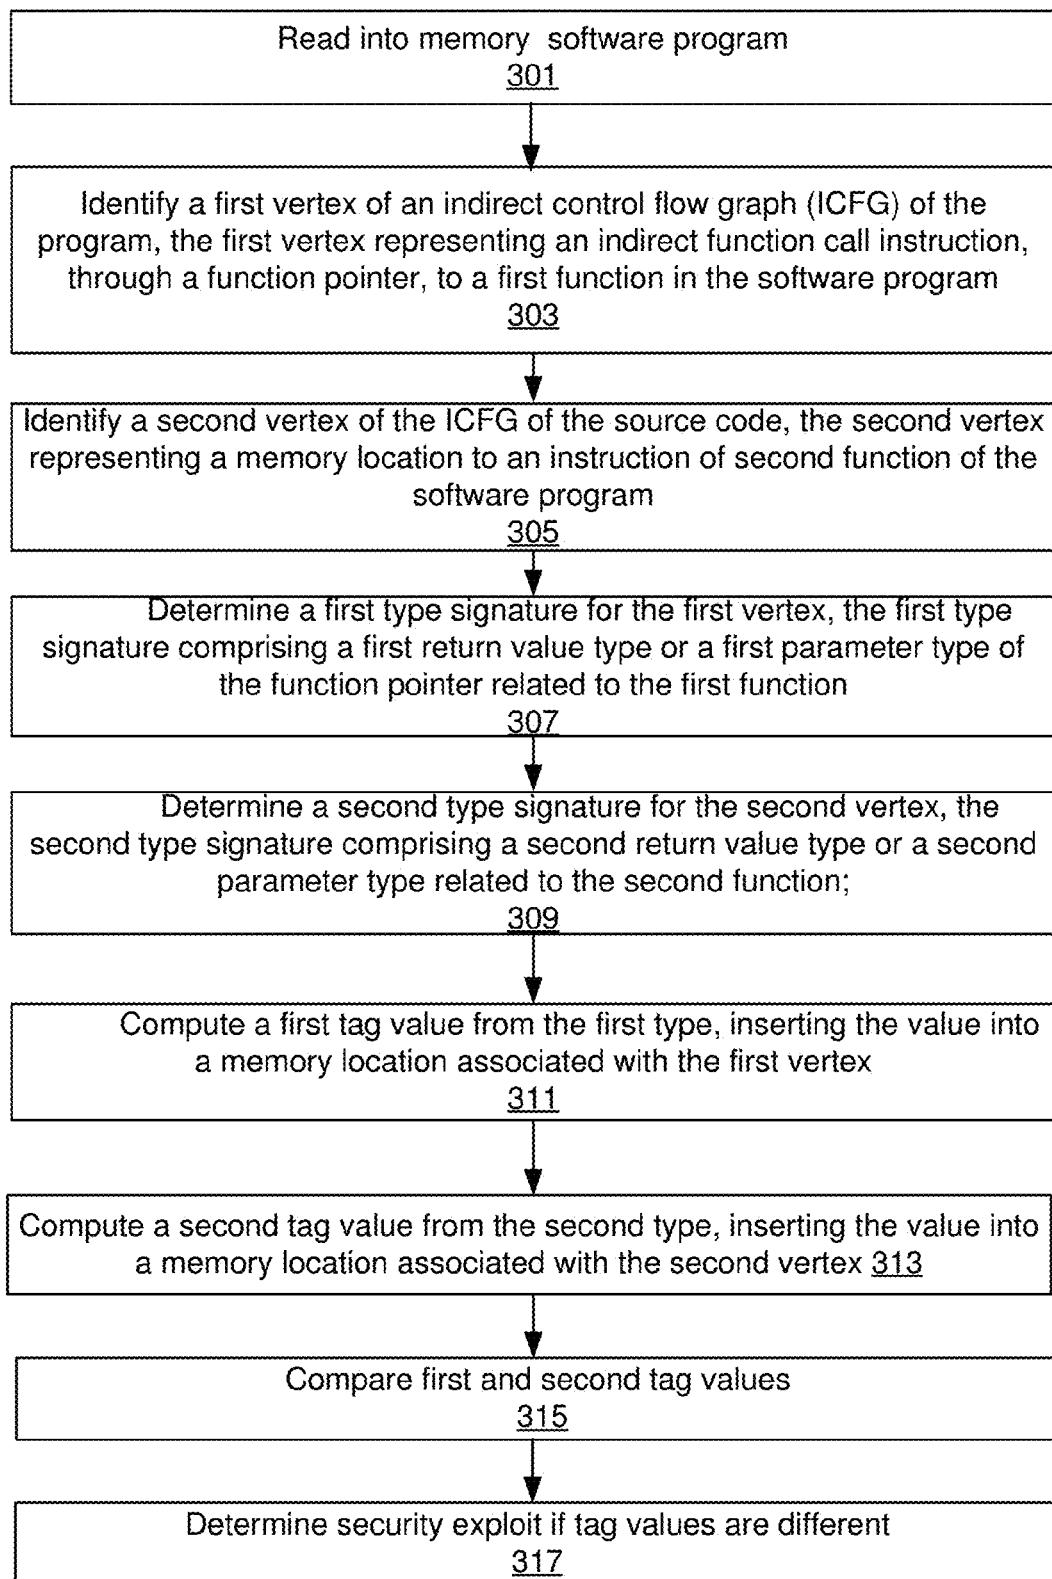 Read into memory software program
301
Identify a first vertex of an indirect control flow graph (ICFG) of the
program, the first vertex representing an indirect function call instruction,
through a function pointer, to a first function in the software program
303
Identify a second vertex of the ICFG of the source code, the second vertex
representing a memory location to an instruction of second function of the
software program
305
Determine a first type signature for the first vertex, the first type
signature comprising a first return value type or a first parameter type of
the function pointer related to the first function
307
Determine a second type signature for the second vertex, the
second type signature comprising a second return value type or a second
parameter type related to the second function;
309
Compute a first tag value from the first type, inserting the value into
a memory location associated with the first vertex
311
Compute a second tag value from the second type, inserting the value into
a memory location associated with the second vertex 313
Compare first and second tag values
315
Determine security exploit if tag values are different
317